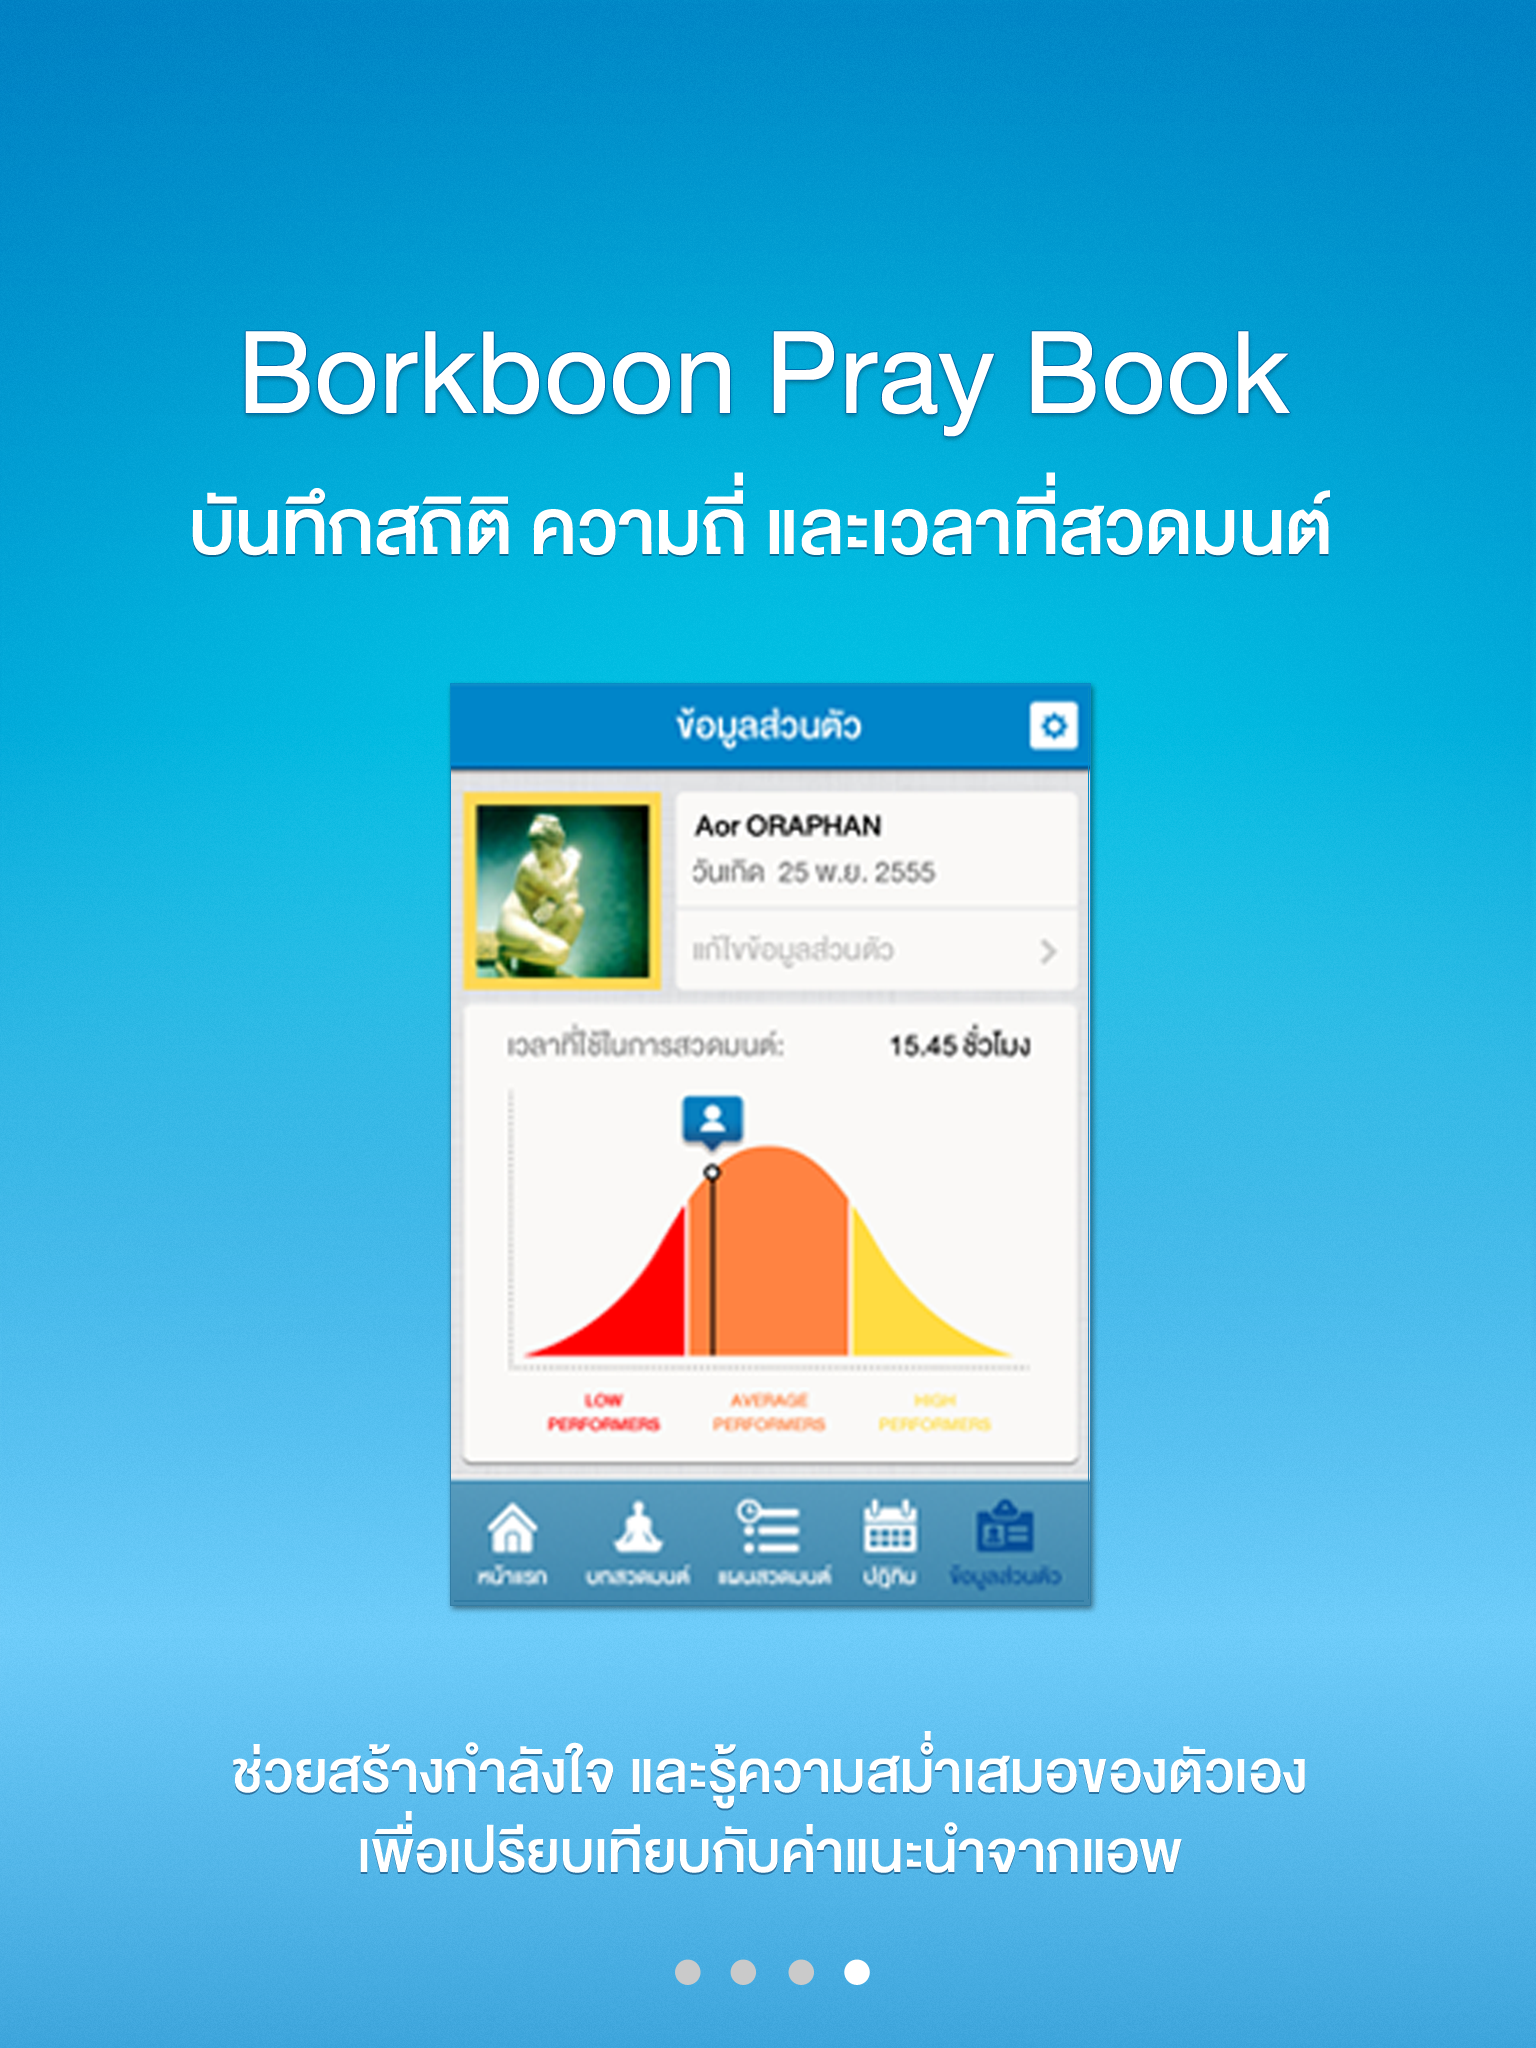 Borkboon Pray Book
บันทึกสถิติ ความถี่ และเวลาที่สวดมนต์
ข้อมูลส่วนตัว
Aor ORAPHAN
วันเกิด 25 พ.ย. 2555
แก้ไขข้อมูลส่วนตัว
เวลาที่ใช้ในการสวดมนต์: 15.45 ชั่วโมง
LOW PERFORMERS
AVERAGE PERFORMERS
HIGH PERFORMERS
หน้าแรก
บทสวดมนต์
แผนสวดมนต์
ปฏิทิน
ข้อมูลส่วนตัว
ช่วยสร้างกำลังใจ และรู้ความสม่ำเสมอของตัวเอง
เพื่อเปรียบเทียบกับค่าแนะนำจากแอพ